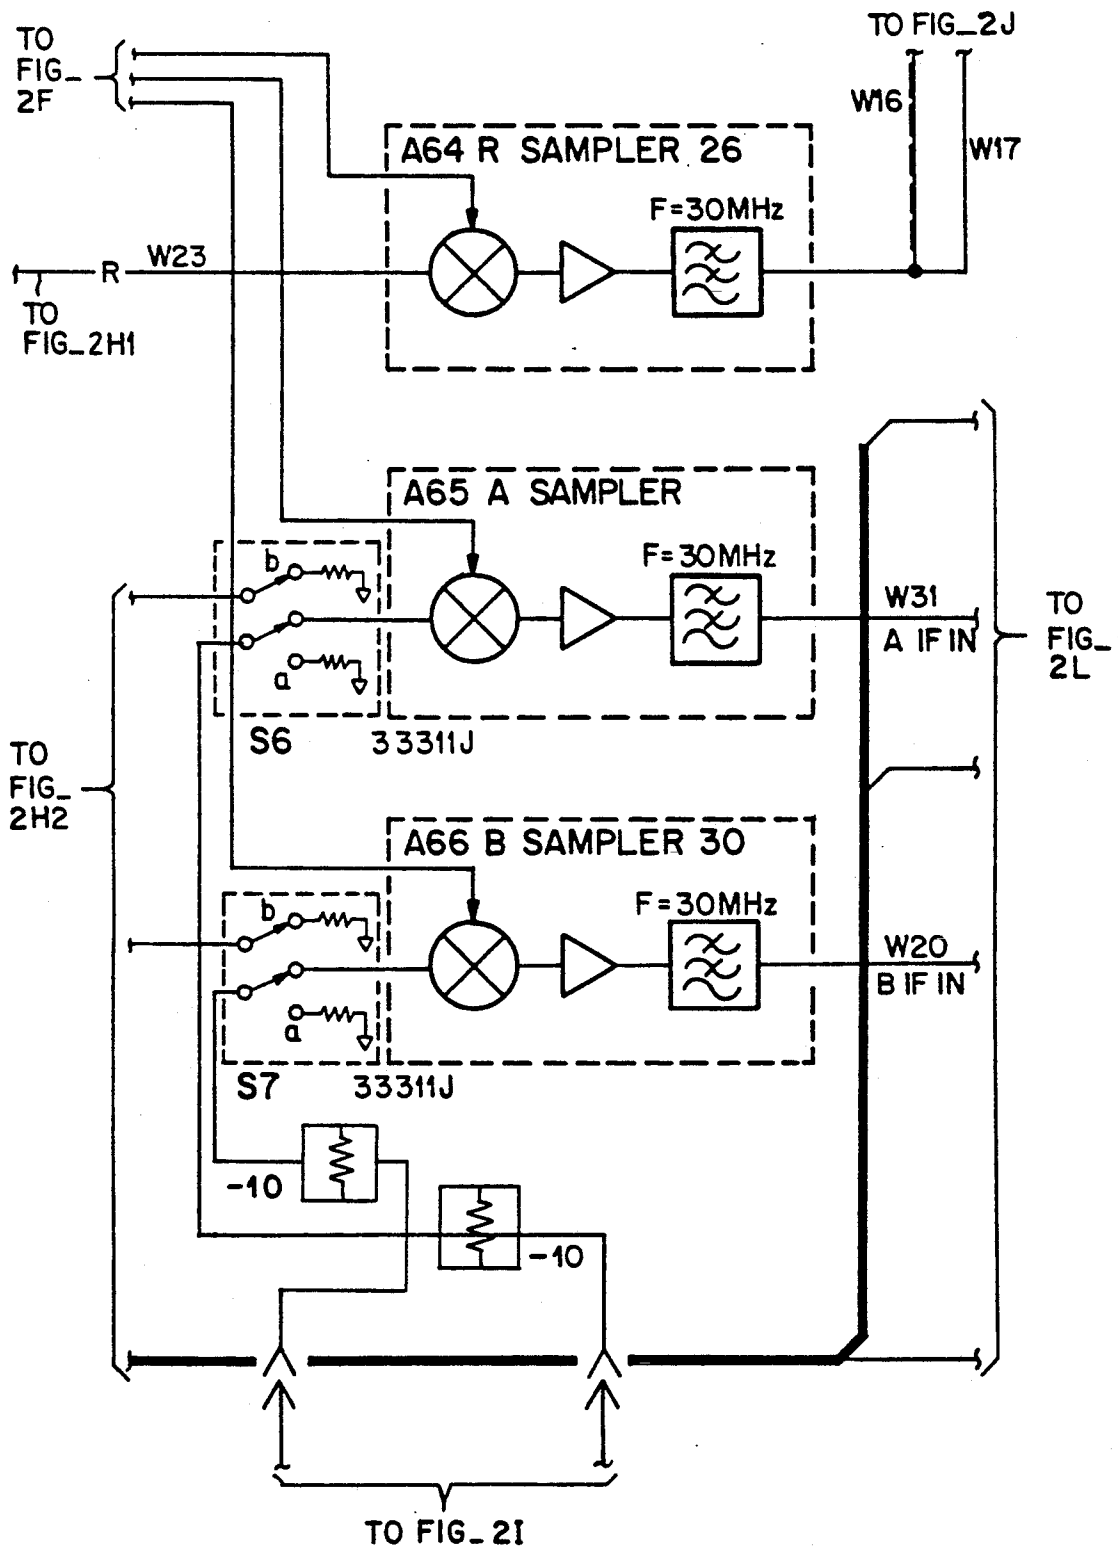 TO
FIG_
2F
TO FIG_2J
W16
W17
A64 R SAMPLER 26
F=30MHz
R
W23
TO
FIG_2H1
A65 A SAMPLER
F=30MHz
b
a
W31
A IF IN
TO
FIG_
2L
S6
33311J
TO
FIG_
2H2
A66 B SAMPLER 30
F=30MHz
b
a
W20
B IF IN
S7
33311J
-10
-10
TO FIG_2I